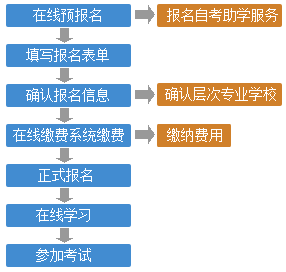 在线预报名
报名自考助学服务
填写报名表单
确认报名信息
确认层次专业学校
在线缴费系统缴费
缴纳费用
正式报名
在线学习
参加考试